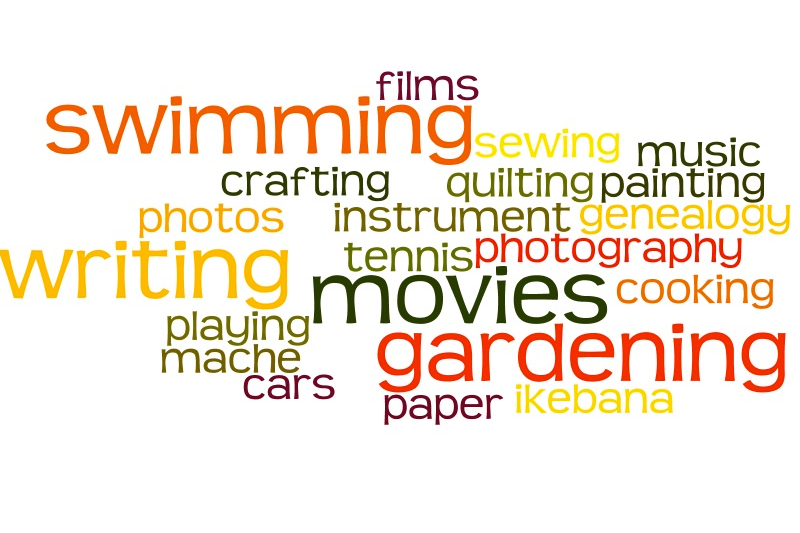 films
swimming
sewing music
crafting quilting painting
photos instrument genealogy
writing tennis photography
movies cooking
playing gardening
mache
cars
paper ikebana